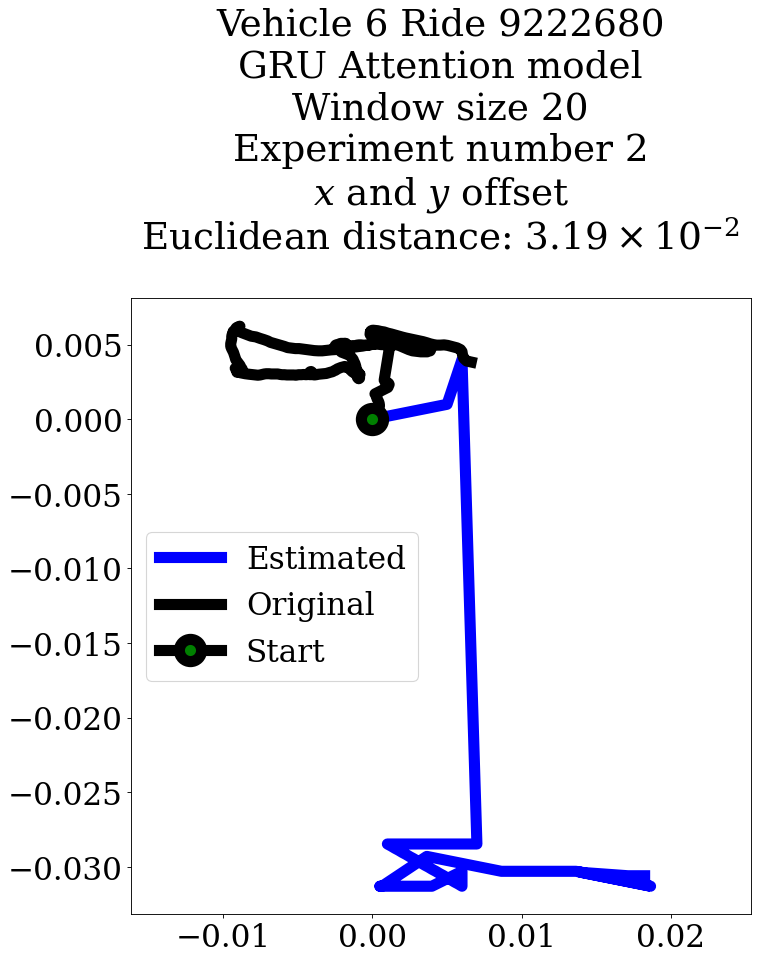 Vehicle 6 Ride 9222680
GRU Attention model
Window size 20
Experiment number 2
x and y offset
Euclidean distance: 3.19 × 10⁻²
0.005
0.000
−0.005
−0.010
−0.015
−0.020
−0.025
−0.030
Estimated
Original
Start
−0.01
0.00
0.01
0.02